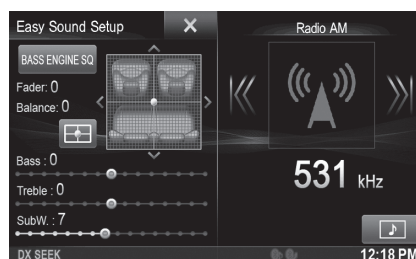 Easy Sound Setup
BASS ENGINE SQ
Fader: 0
Balance: 0
Bass : 0
Treble : 0
SubW. : 7
DX SEEK
Radio AM
531 kHz
12:18 PM